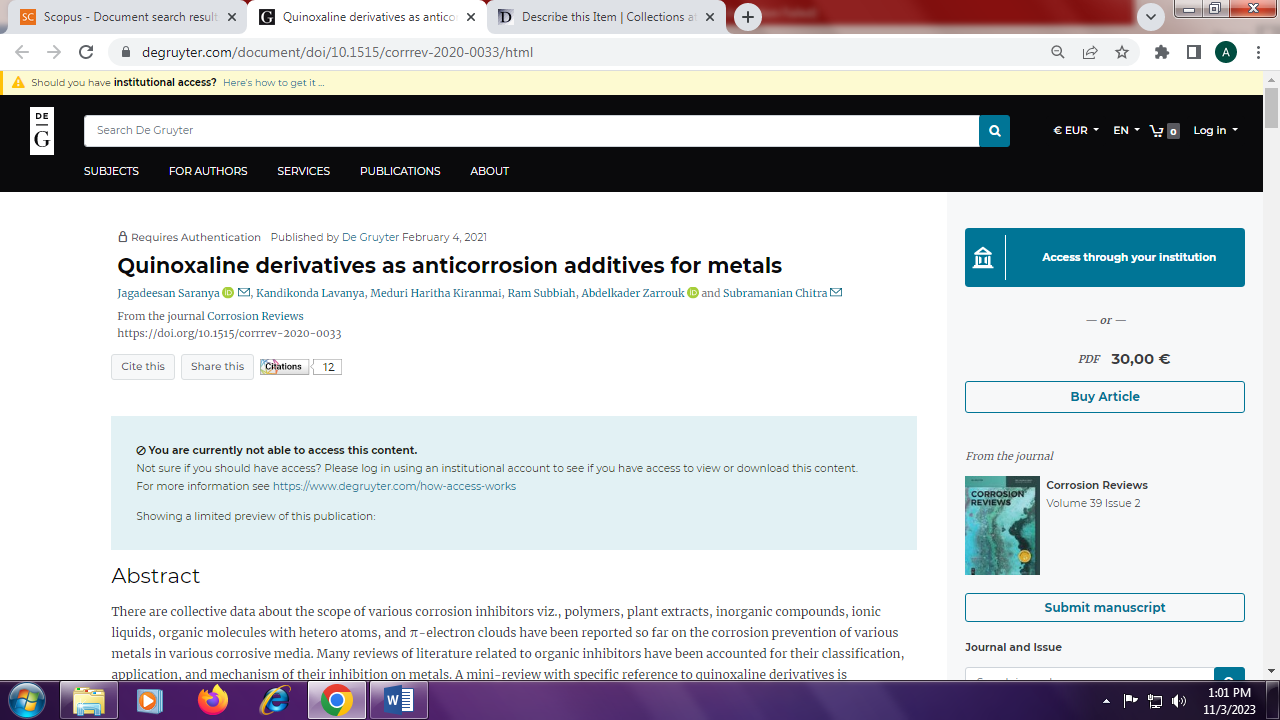 Scopus - Document search result
Quinoxaline derivatives as antico
Describe this Item | Collections a
degruyter.com/document/doi/10.1515/corrrev-2020-0033/html
A
Should you have institutional access? Here's how to get it ...
DE
G
Search De Gruyter
€ EUR
EN
0
Log in
SUBJECTS
FOR AUTHORS
SERVICES
PUBLICATIONS
ABOUT
Requires Authentication Published by De Gruyter February 4, 2021
Quinoxaline derivatives as anticorrosion additives for metals
Jagadeesan Saranya, Kandikonda Lavanya, Meduri Haritha Kiranmai, Ram Subbiah, Abdelkader Zarrouk and Subramanian Chitra
From the journal Corrosion Reviews
https://doi.org/10.1515/corrrev-2020-0033
Cite this
Share this
Citations
12
You are currently not able to access this content.
Not sure if you should have access? Please log in using an institutional account to see if you have access to view or download this content.
For more information see https://www.degruyter.com/how-access-works
Showing a limited preview of this publication:
Abstract
There are collective data about the scope of various corrosion inhibitors viz., polymers, plant extracts, inorganic compounds, ionic
liquids, organic molecules with hetero atoms, and π-electron clouds have been reported so far on the corrosion prevention of various
metals in various corrosive media. Many reviews of literature related to organic inhibitors have been accounted for their classification,
application, and mechanism of their inhibition on metals. A mini-review with specific reference to quinoxaline derivatives is
Access through your institution
— or —
PDF 30,00 €
Buy Article
From the journal
CORROSION
REVIEWS
Corrosion Reviews
Volume 39 Issue 2
Submit manuscript
Journal and Issue
1:01 PM
11/3/2023